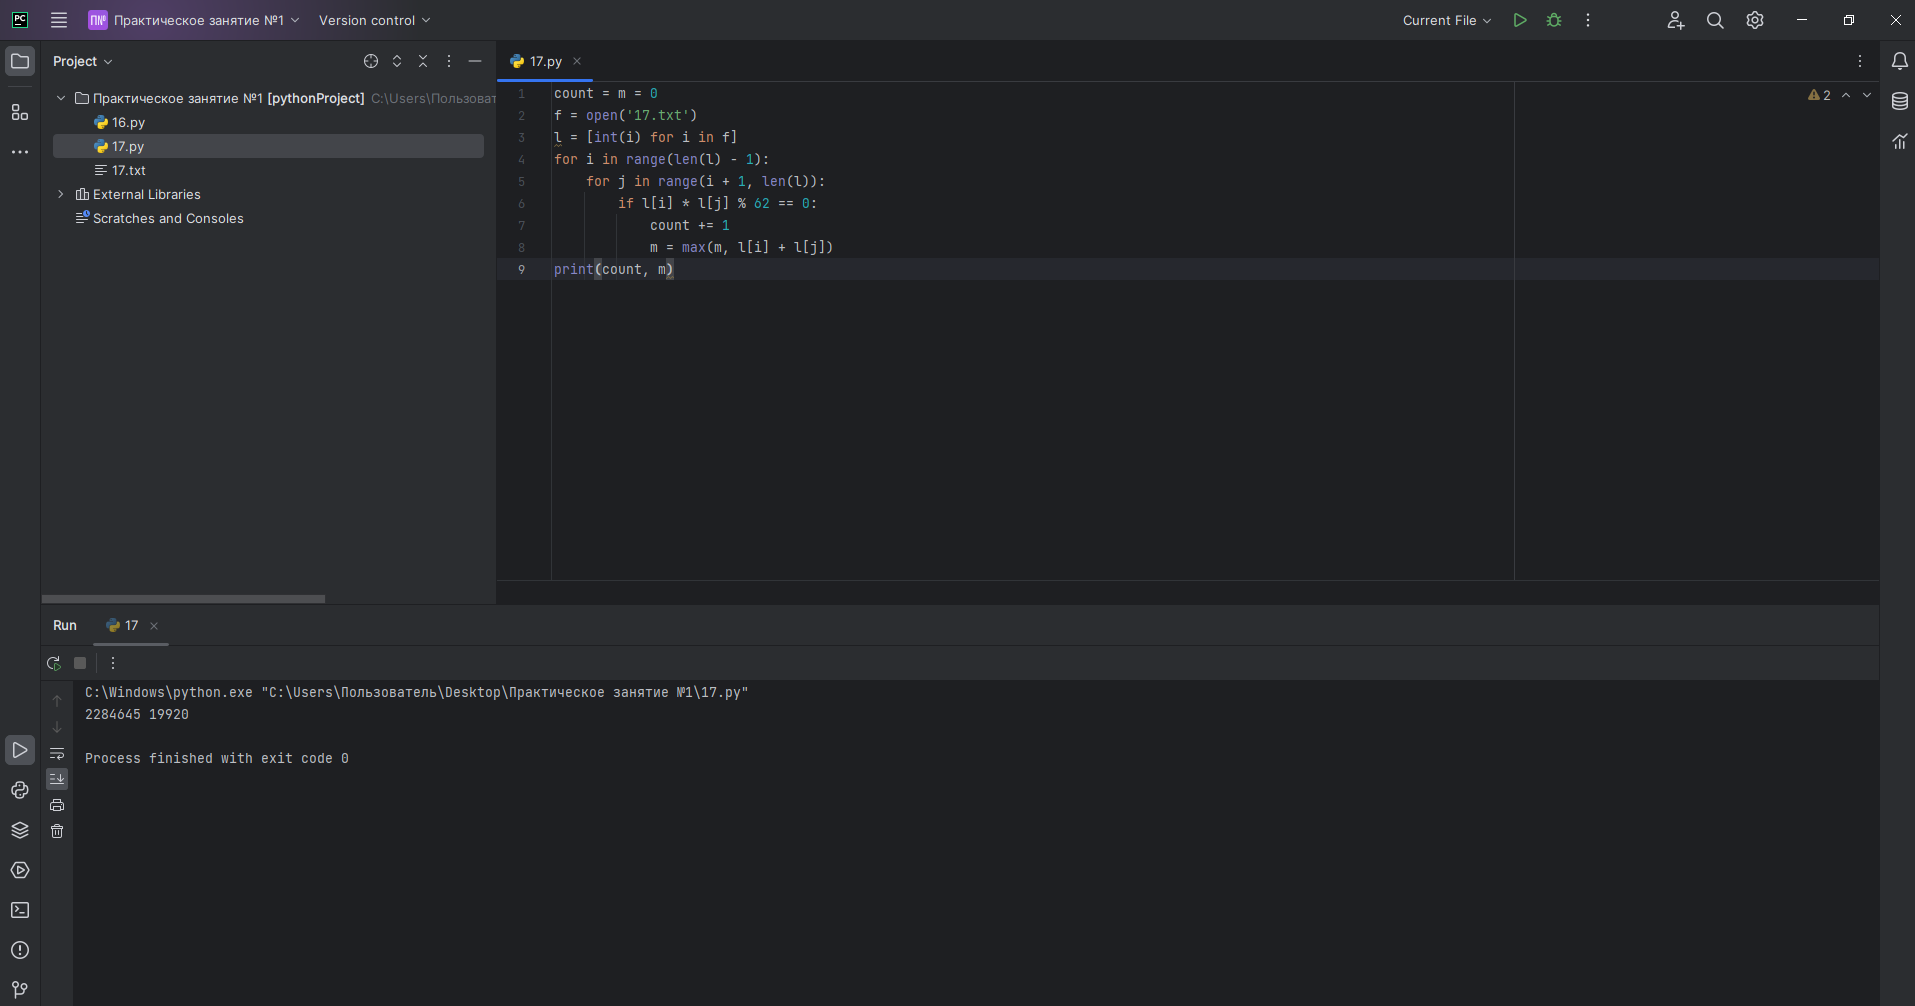 PC ПN Практическое занятие №1 Version control Current File
Project
17.py
Практическое занятие №1 [pythonProject] C:\Users\Пользоват
16.py
17.py
17.txt
External Libraries
Scratches and Consoles
1 count = m = 0
2 f = open('17.txt')
3 l = [int(i) for i in f]
4 for i in range(len(l) - 1):
5 for j in range(i + 1, len(l)):
6 if l[i] * l[j] % 62 == 0:
7 count += 1
8 m = max(m, l[i] + l[j])
9 print(count, m)
2
Run 17
C:\Windows\python.exe "C:\Users\Пользователь\Desktop\Практическое занятие №1\17.py"
2284645 19920
Process finished with exit code 0